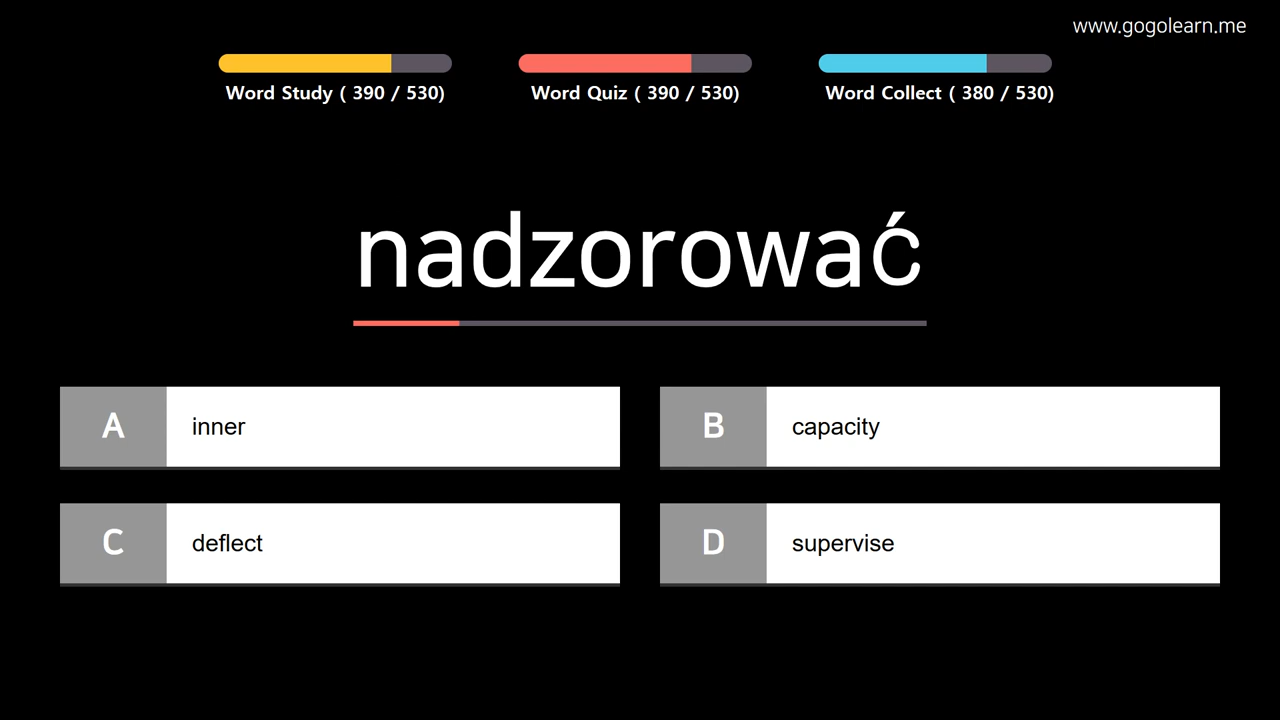 www.gogolearn.me
Word Study ( 390 / 530)
Word Quiz ( 390 / 530)
Word Collect ( 380 / 530)
nadzorować
A inner
B capacity
C deflect
D supervise